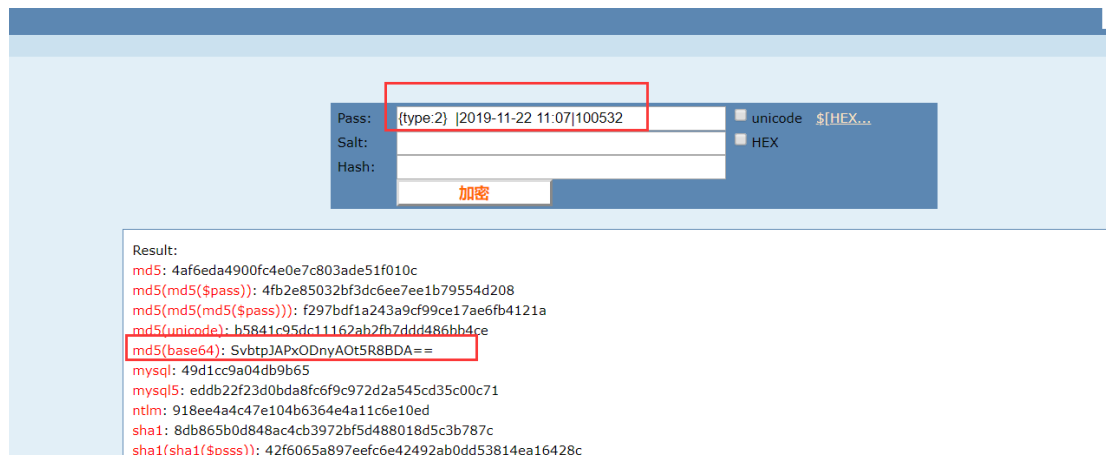 Pass: {type:2}  |2019-11-22 11:07|100532 unicode $[HEX...
Salt: HEX
Hash:
加密
Result:
md5: 4af6eda4900fc4e0e7c803ade51f010c
md5(md5($pass)): 4fb2e85032bf3dc6ee7ee1b79554d208
md5(md5(md5($pass))): f297bdf1a243a9cf99ce17ae6fb4121a
md5(unicode): b5841c95dc11162ab2fb7ddd486bb4ce
md5(base64): SvbtpJAPxODnyAOt5R8BDA==
mysql: 49d1cc9a04db9b65
mysql5: eddb22f23d0bda8fc6f9c972d2a545cd35c00c71
ntlm: 918ee4a4c47e104b6364e4a11c6e10ed
sha1: 8db865b0d848ac4cb3972bf5d488018d5c3b787c
sha1(sha1($psss)): 42f6065a897eefc6e42492ab0dd53814ea16428c